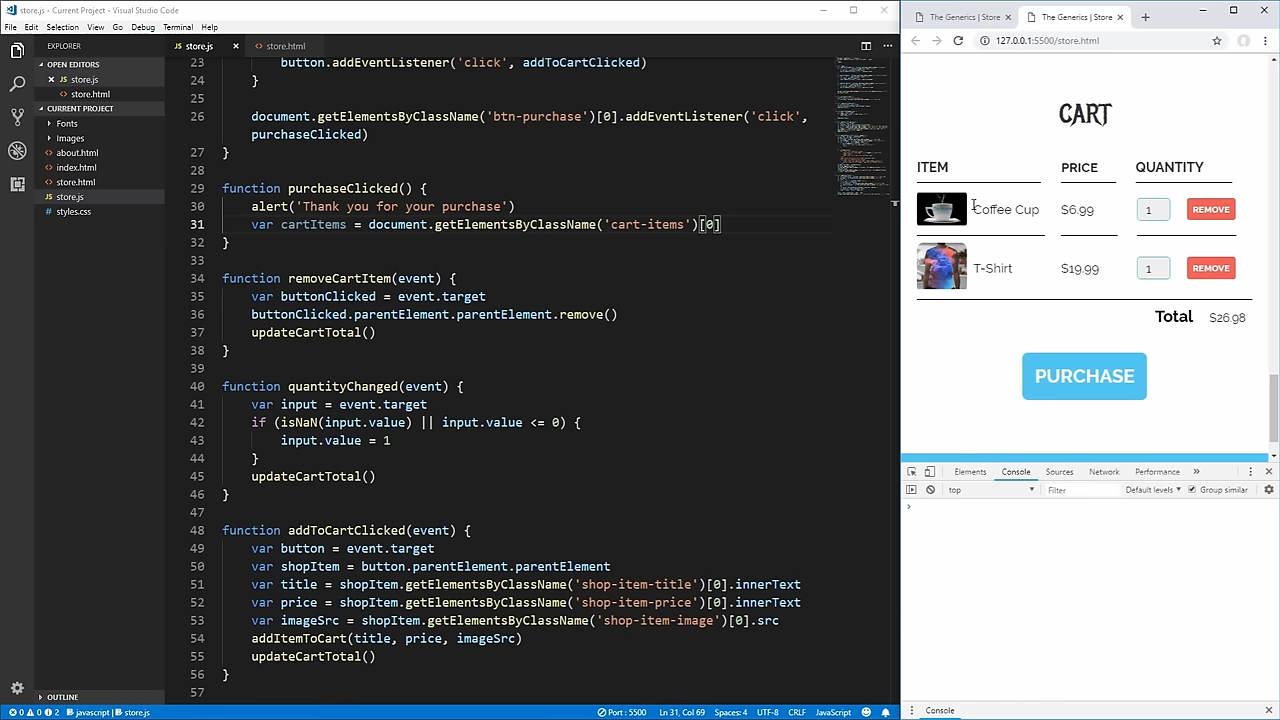 store.js - Current Project - Visual Studio Code
File Edit Selection View Go Debug Terminal Help
EXPLORER
OPEN EDITORS
store.js
store.html
CURRENT PROJECT
Fonts
Images
about.html
index.html
store.html
store.js
styles.css
OUTLINE
store.js
store.html
23 button.addEventListener('click', addToCartClicked)
24 }
25
26 document.getElementsByClassName('btn-purchase')[0].addEventListener('click',
purchaseClicked)
27 }
28
29 function purchaseClicked() {
30 alert('Thank you for your purchase')
31 var cartItems = document.getElementsByClassName('cart-items')[0]
32 }
33
34 function removeCartItem(event) {
35 var buttonClicked = event.target
36 buttonClicked.parentElement.parentElement.remove()
37 updateCartTotal()
38 }
39
40 function quantityChanged(event) {
41 var input = event.target
42 if (isNaN(input.value) || input.value <= 0) {
43 input.value = 1
44 }
45 updateCartTotal()
46 }
47
48 function addToCartClicked(event) {
49 var button = event.target
50 var shopItem = button.parentElement.parentElement
51 var title = shopItem.getElementsByClassName('shop-item-title')[0].innerText
52 var price = shopItem.getElementsByClassName('shop-item-price')[0].innerText
53 var imageSrc = shopItem.getElementsByClassName('shop-item-image')[0].src
54 addItemToCart(title, price, imageSrc)
55 updateCartTotal()
56 }
57
0 0 0 2 javascript | store.js
Port : 5500 Ln 31, Col 69 Spaces: 4 UTF-8 CRLF JavaScript
The Generics | Store
The Generics | Store
127.0.0.1:5500/store.html
CART
ITEM PRICE QUANTITY
Coffee Cup $6.99 1 REMOVE
T-Shirt $19.99 1 REMOVE
Total $26.98
PURCHASE
Elements Console Sources Network Performance »
top Filter Default levels Group similar
Console